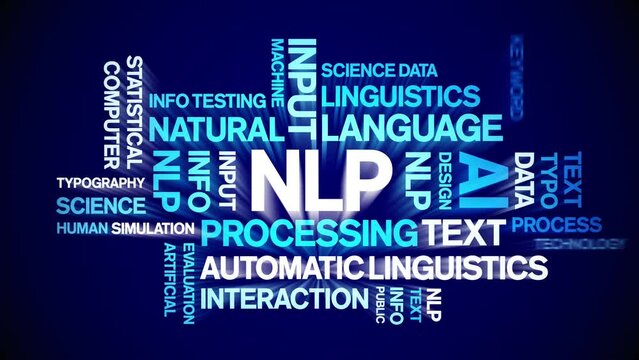 STATISTICAL
COMPUTER
MACHINE
INPUT
SCIENCE DATA
KEYWORD
INFO TESTING
LINGUISTICS
NATURAL
LANGUAGE
NLP
INFO
INPUT
NLP
NLP
DESIGN
AI
DATA
TYPO
TEXT
TYPOGRAPHY
SCIENCE
HUMAN SIMULATION
PROCESSING
TEXT
PROCESS
TECHNOLOGY
ARTIFICIAL
EVALUATION
AUTOMATIC LINGUISTICS
INTERACTION
PUBLIC
INFO
TEXT
NLP